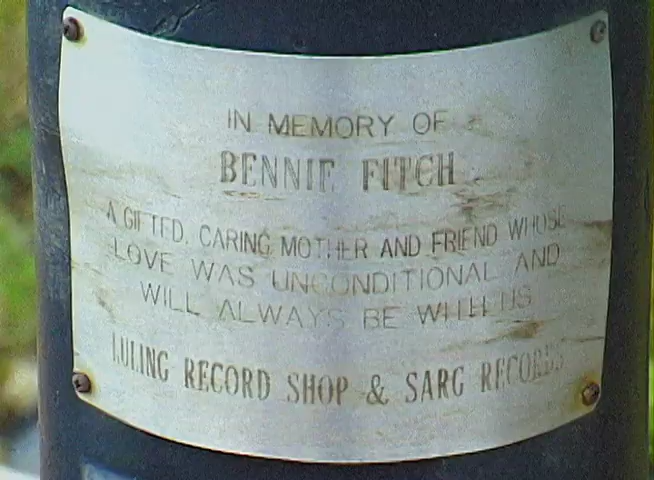 IN MEMORY OF
BENNIE FITCH
A GIFTED, CARING MOTHER AND FRIEND WHOSE
LOVE WAS UNCONDITIONAL AND
WILL ALWAYS BE WITH US
LULING RECORD SHOP & SARG RECORDS